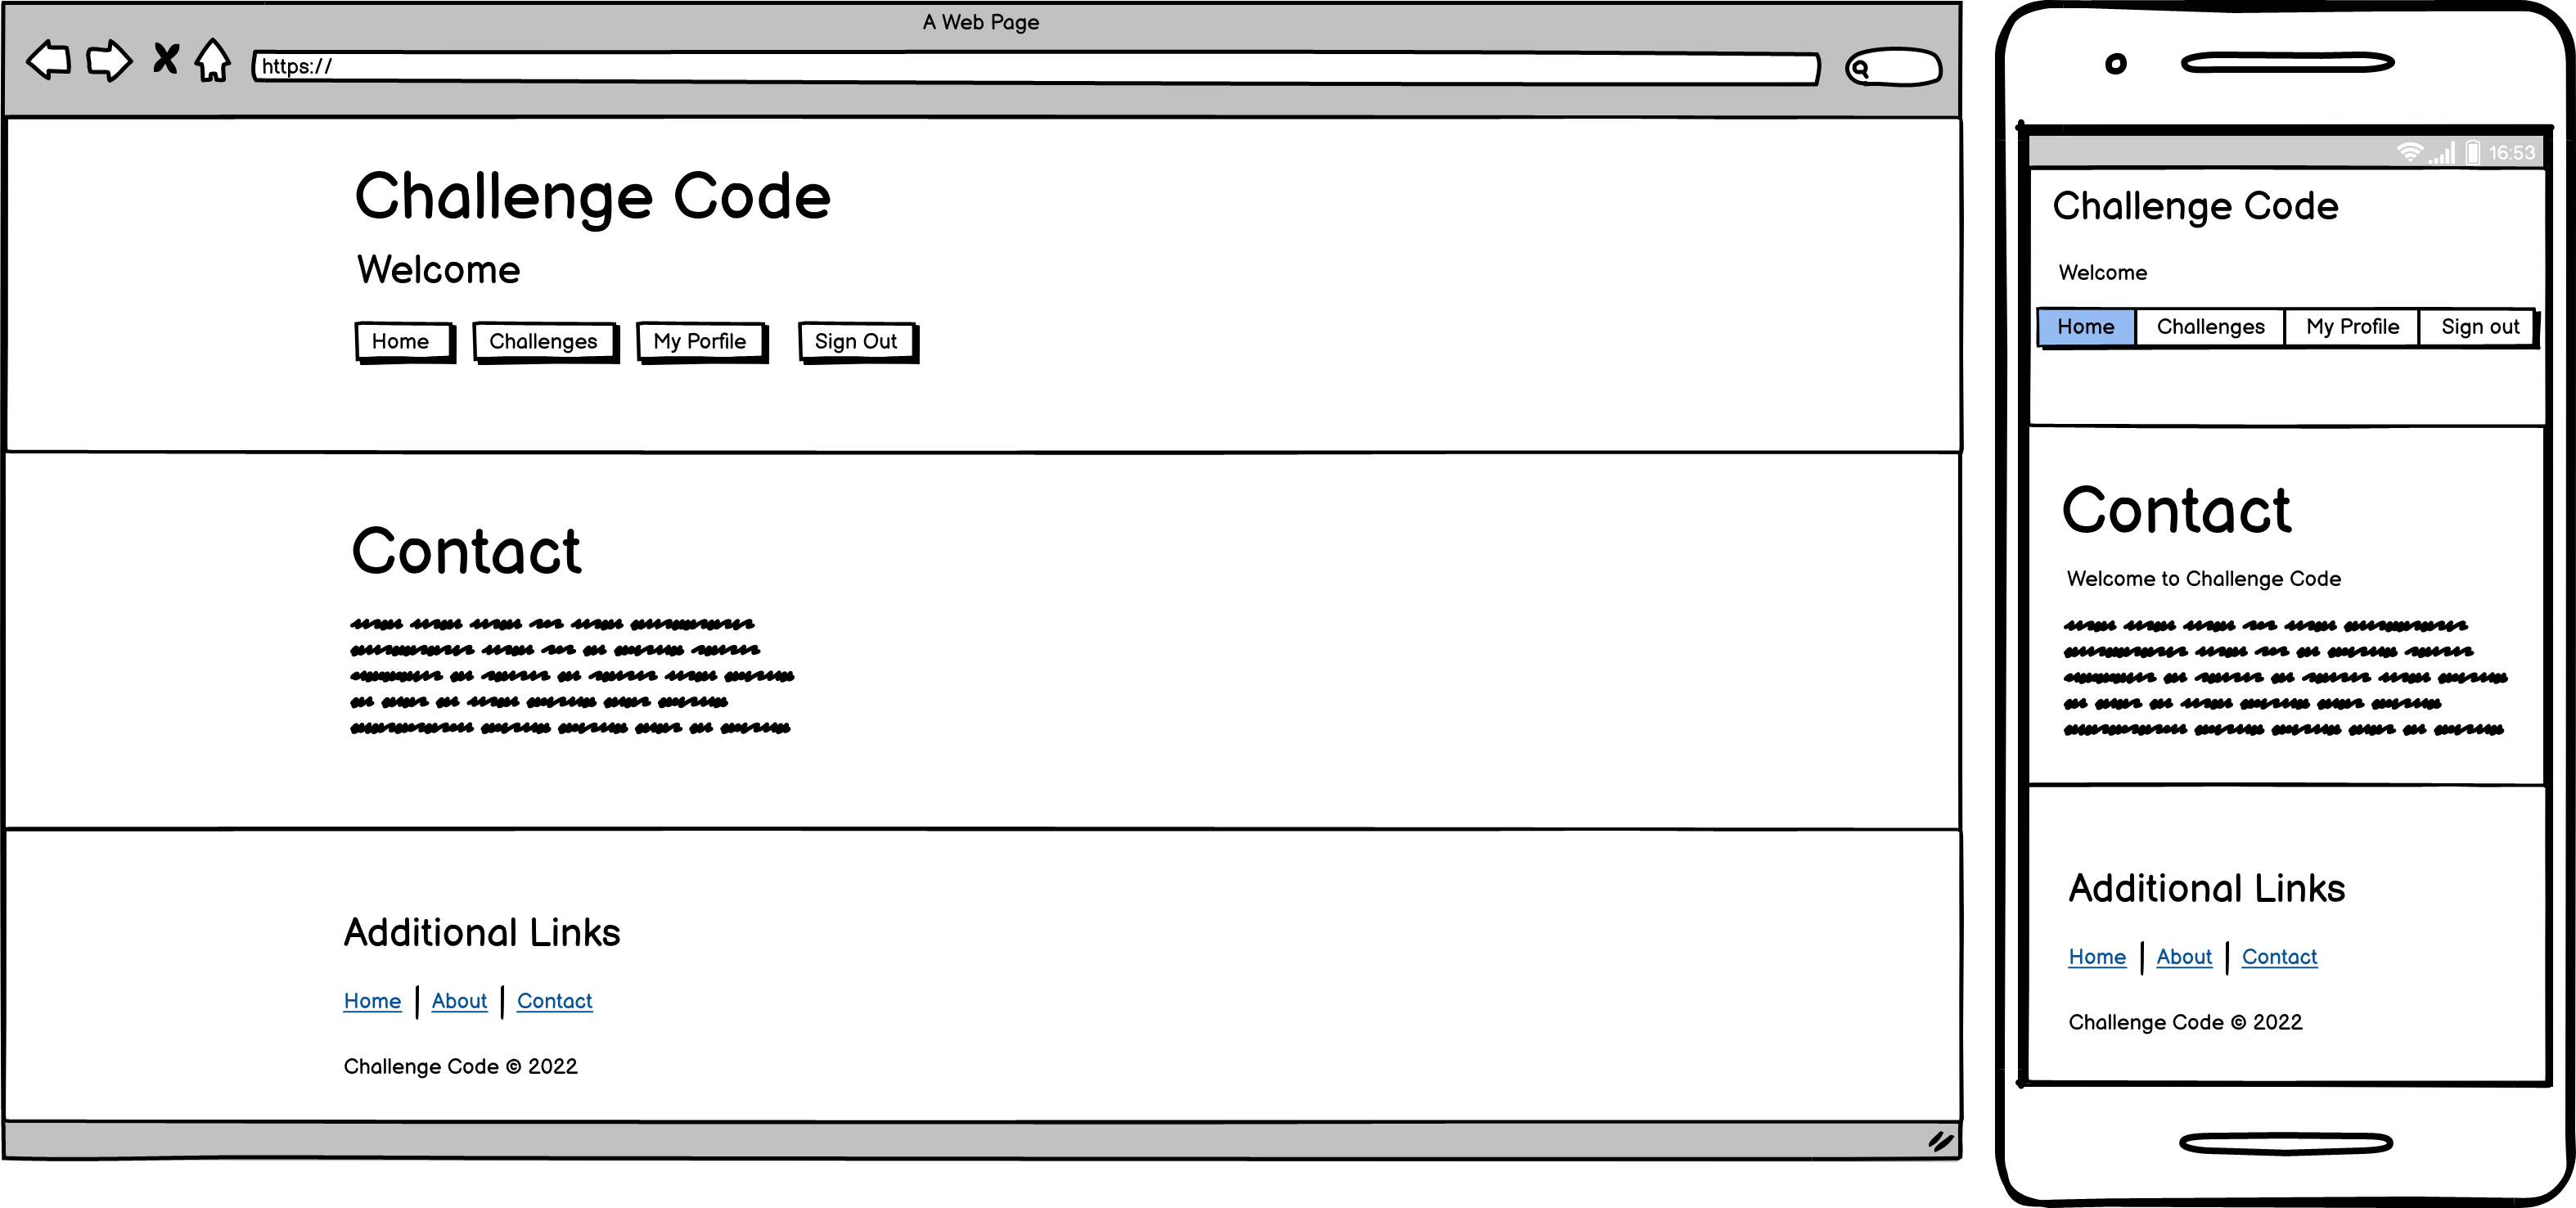 A Web Page
https://
Challenge Code
Welcome
Home Challenges My Porfile Sign Out
Contact
Additional Links
Home About Contact
Challenge Code © 2022
16:53
Challenge Code
Welcome
Home Challenges My Profile Sign out
Contact
Welcome to Challenge Code
Additional Links
Home About Contact
Challenge Code © 2022